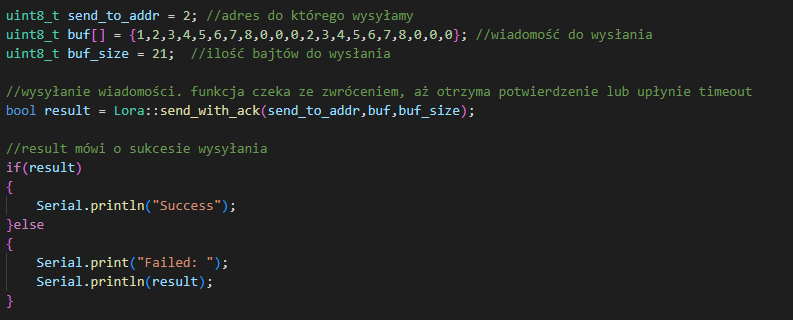 uint8_t send_to_addr = 2; //adres do którego wysyłamy
uint8_t buf[] = {1,2,3,4,5,6,7,8,0,0,0,2,3,4,5,6,7,8,0,0,0}; //wiadomość do wysłania
uint8_t buf_size = 21;  //ilość bajtów do wysłania

//wysyłanie wiadomości. funkcja czeka ze zwróceniem, aż otrzyma potwierdzenie lub upłynie timeout
bool result = Lora::send_with_ack(send_to_addr,buf,buf_size);

//result mówi o sukcesie wysyłania
if(result)
{
    Serial.println("Success");
}else
{
    Serial.print("Failed: ");
    Serial.println(result);
}